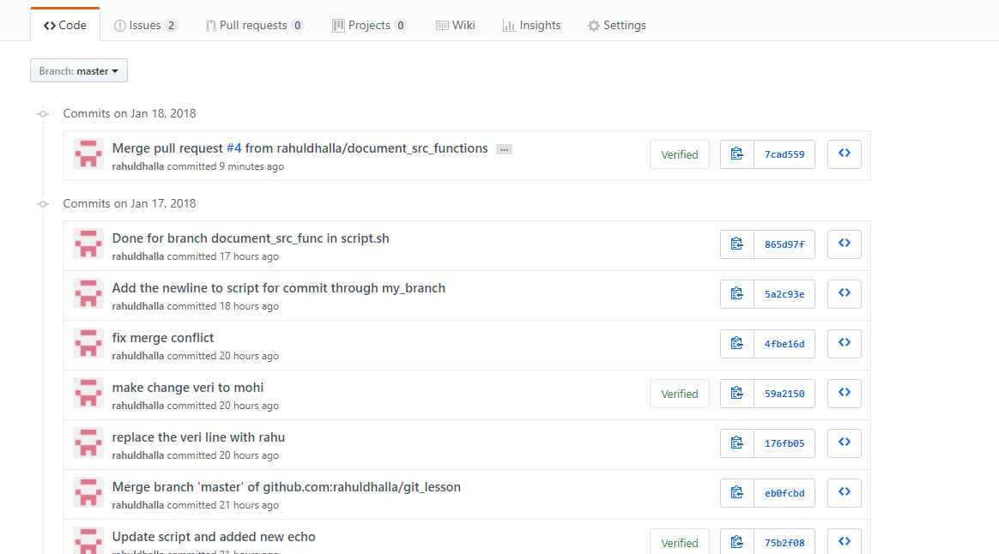 Code Issues 2 Pull requests 0 Projects 0 Wiki Insights Settings
Branch: master
Commits on Jan 18, 2018
Merge pull request #4 from rahuldhalla/document_src_functions …
Verified 7cad559
rahuldhalla committed 9 minutes ago
Commits on Jan 17, 2018
Done for branch document_src_func in script.sh
865d97f
rahuldhalla committed 17 hours ago
Add the newline to script for commit through my_branch
5a2c93e
rahuldhalla committed 18 hours ago
fix merge conflict
4fbe16d
rahuldhalla committed 20 hours ago
make change veri to mohi
Verified 59a2150
rahuldhalla committed 20 hours ago
replace the veri line with rahu
176fb05
rahuldhalla committed 20 hours ago
Merge branch 'master' of github.com:rahuldhalla/git_lesson
eb0fcbd
rahuldhalla committed 21 hours ago
Update script and added new echo
Verified 75b2f08
rahuldhalla committed 21 hours ago